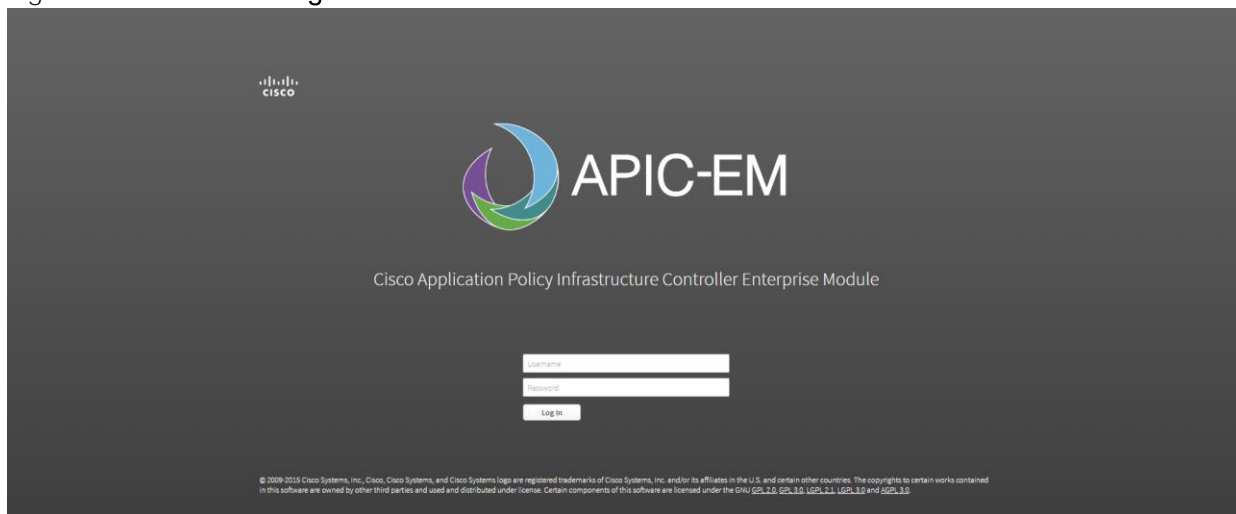 cisco
APIC-EM
Cisco Application Policy Infrastructure Controller Enterprise Module
Username
Password
Log In
© 2009-2015 Cisco Systems, Inc., Cisco, Cisco Systems, and Cisco Systems logo are registered trademarks of Cisco Systems, Inc. and/or its affiliates in the U.S. and certain other countries. The copyrights to certain works contained
in this software are owned by other third parties and used and distributed under license. Certain components of this software are licensed under the GNU GPL 2.0, GPL 3.0, LGPL 2.1, LGPL 3.0 and AGPL 3.0.